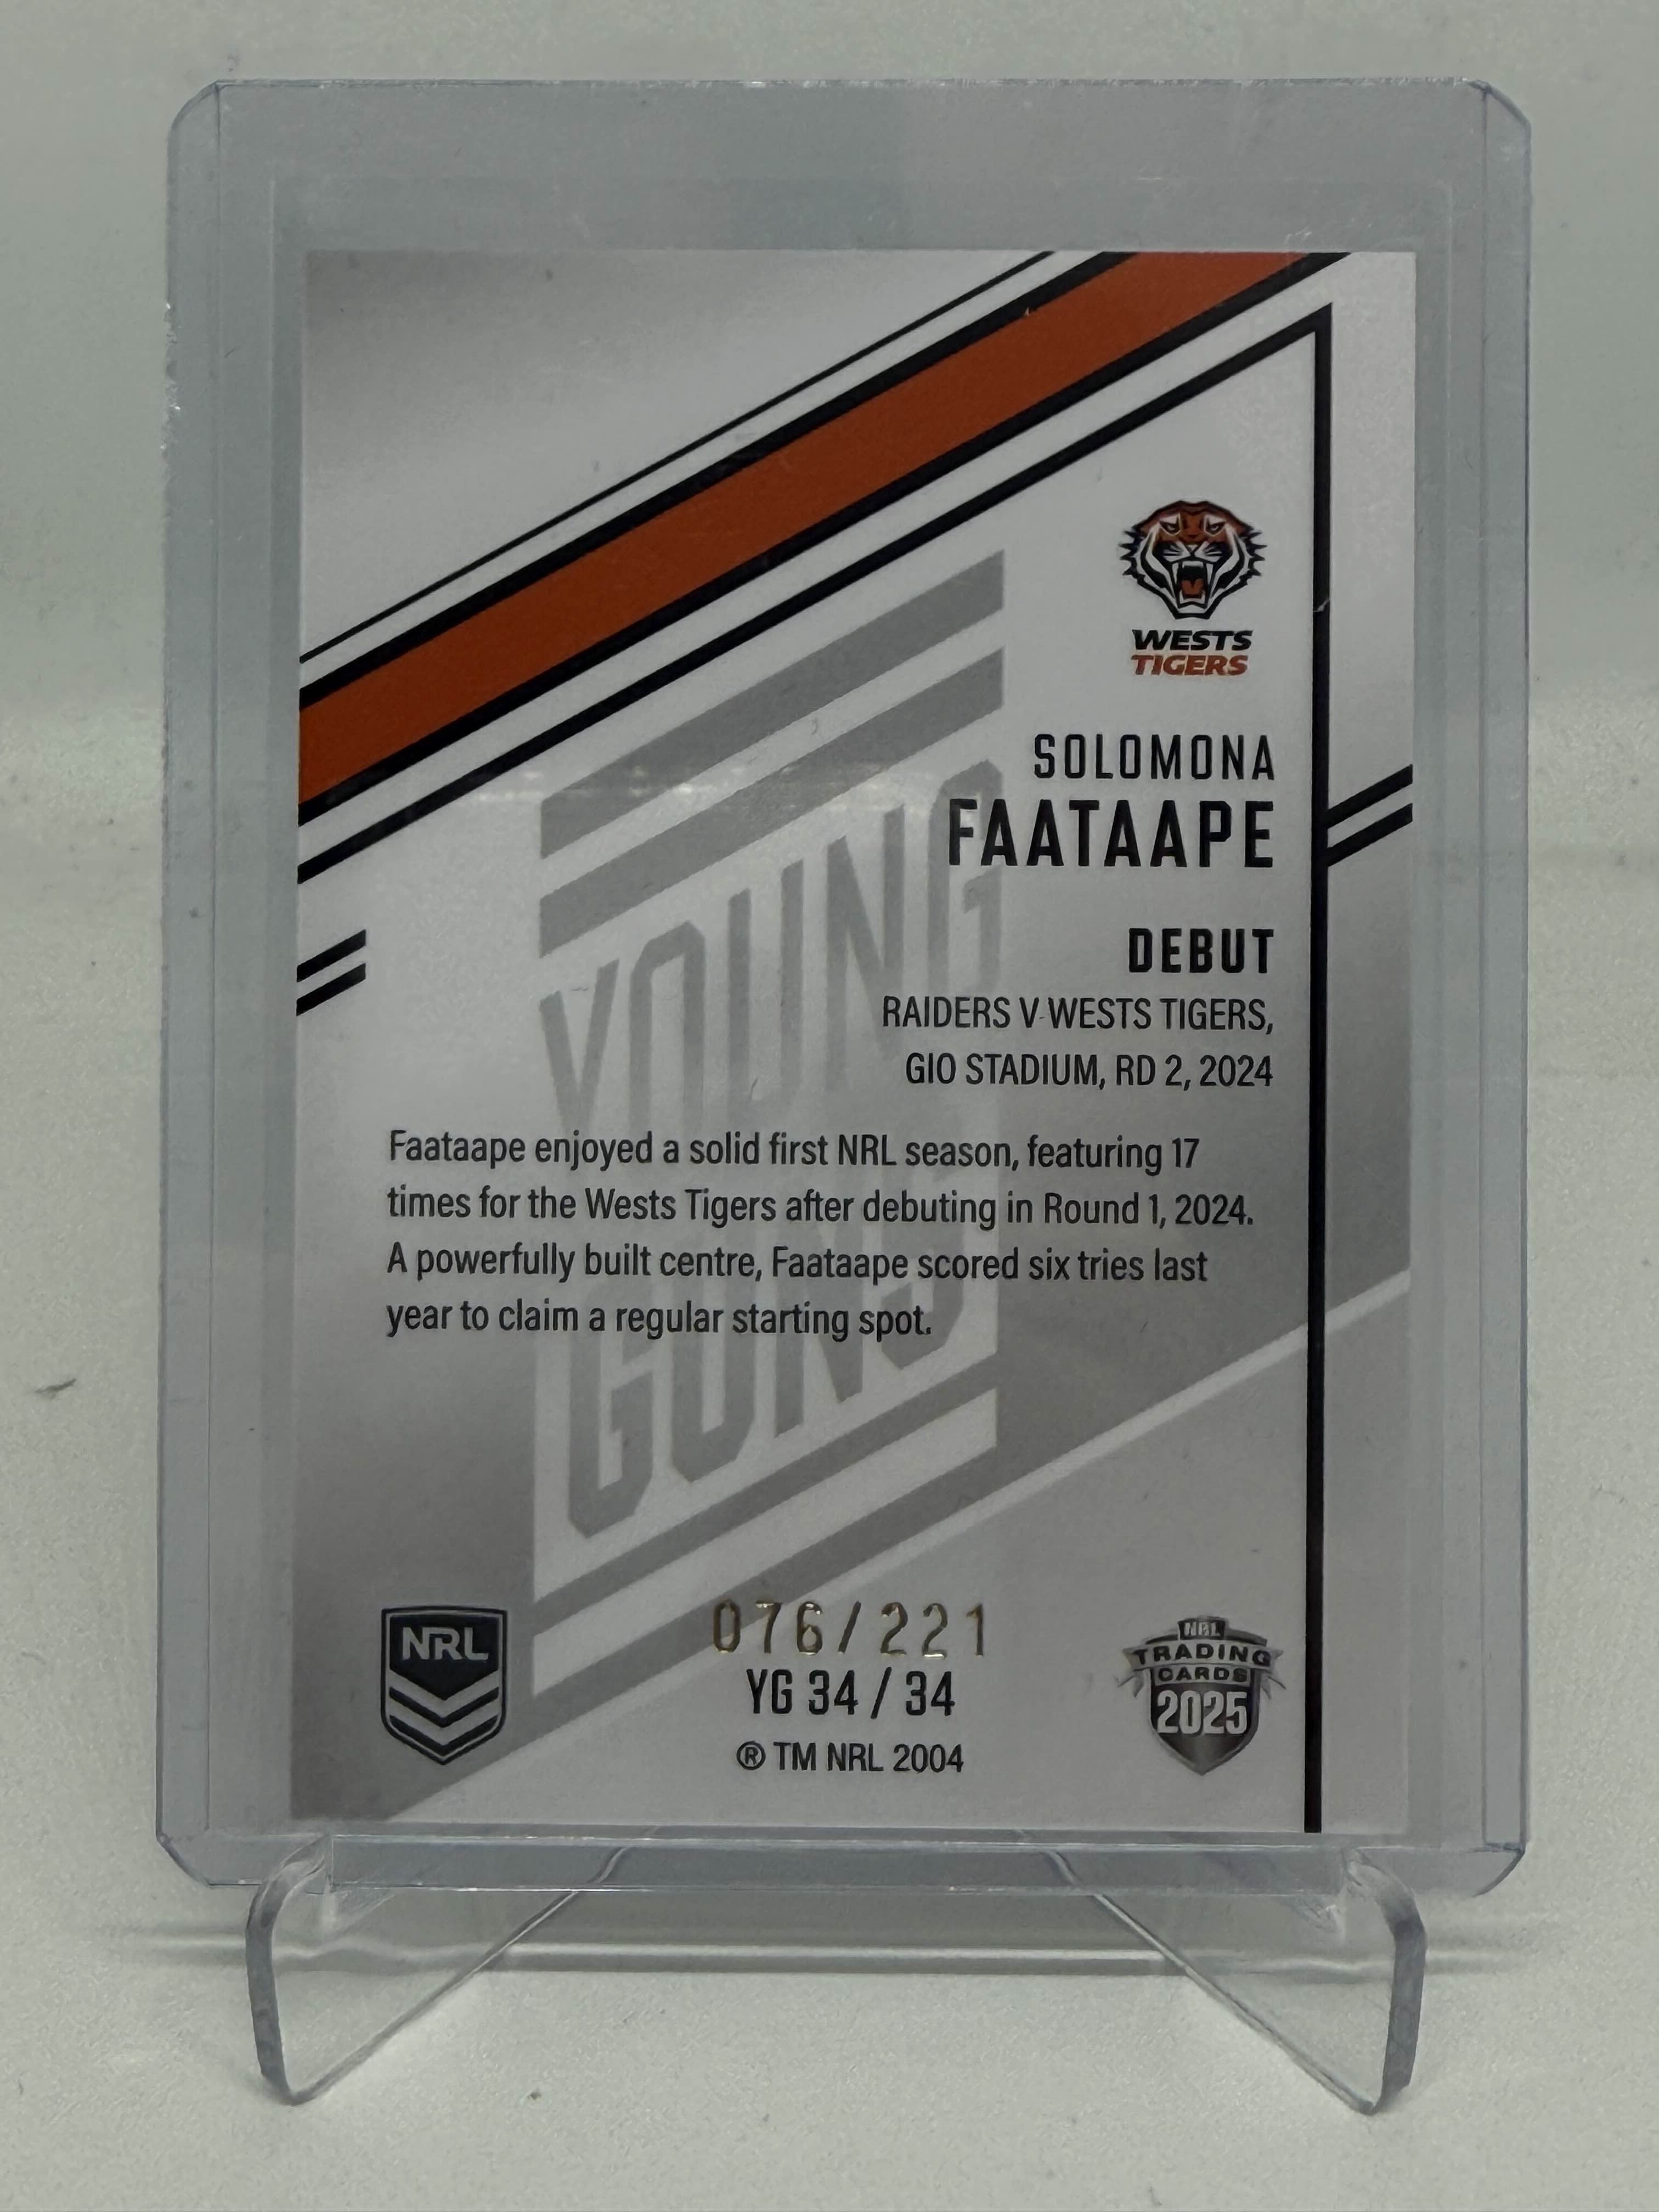 WESTS
TIGERS
SOLOMONA
FAATAAPE
DEBUT
RAIDERS V WESTS TIGERS,
GIO STADIUM, RD 2, 2024
YOUNG
GUNS
Faataape enjoyed a solid first NRL season, featuring 17
times for the Wests Tigers after debuting in Round 1, 2024.
A powerfully built centre, Faataape scored six tries last
year to claim a regular starting spot.
NRL
076/221
YG 34 / 34
® TM NRL 2004
NRL
TRADING
CARDS
2025